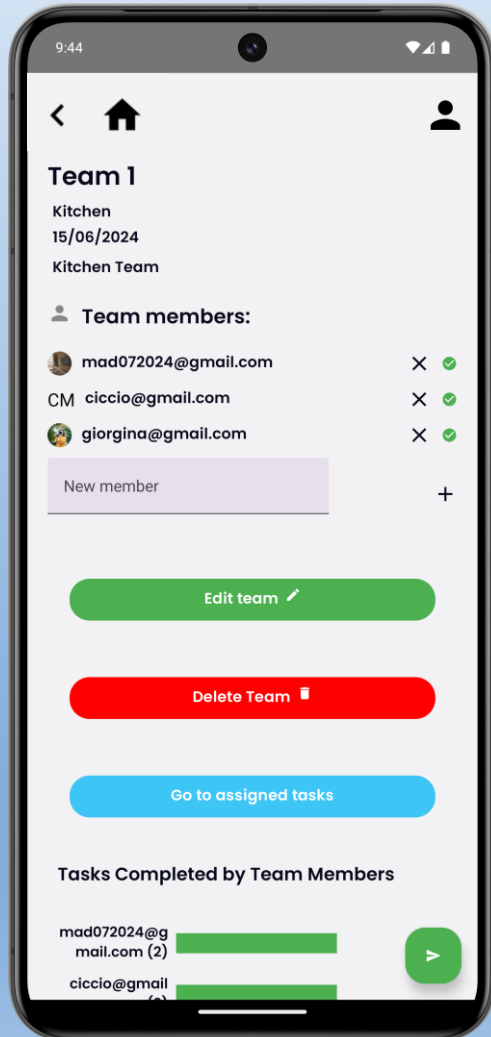 9:44
Team 1
Kitchen
15/06/2024
Kitchen Team
Team members:
mad072024@gmail.com
CM ciccio@gmail.com
giorgina@gmail.com
New member
Edit team
Delete Team
Go to assigned tasks
Tasks Completed by Team Members
mad072024@g
mail.com (2)
ciccio@gmail